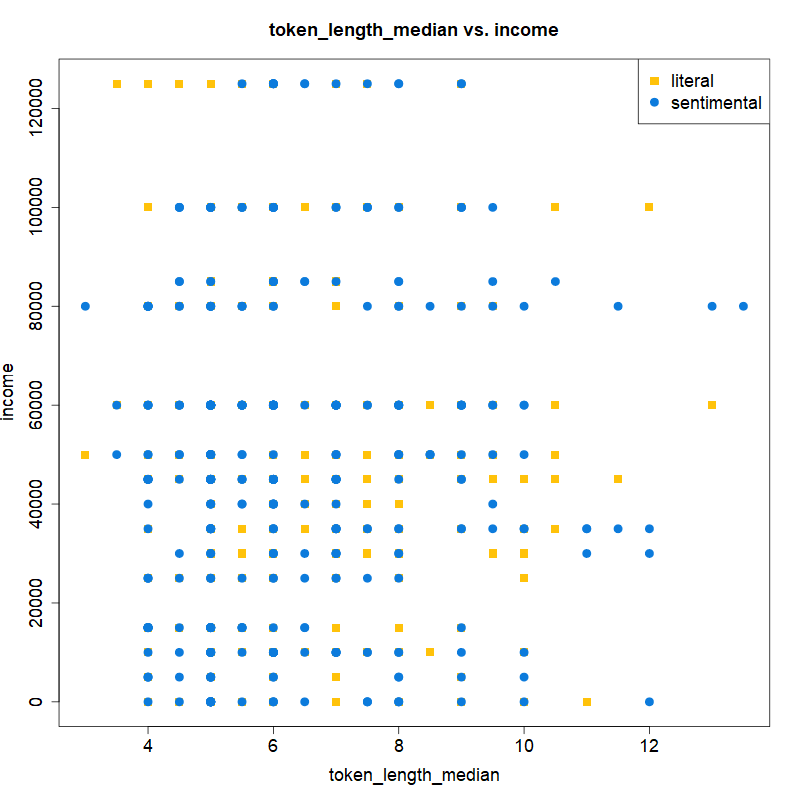 token_length_median vs. income
literal
sentimental
income
120000
100000
80000
60000
40000
20000
0
4 6 8 10 12
token_length_median